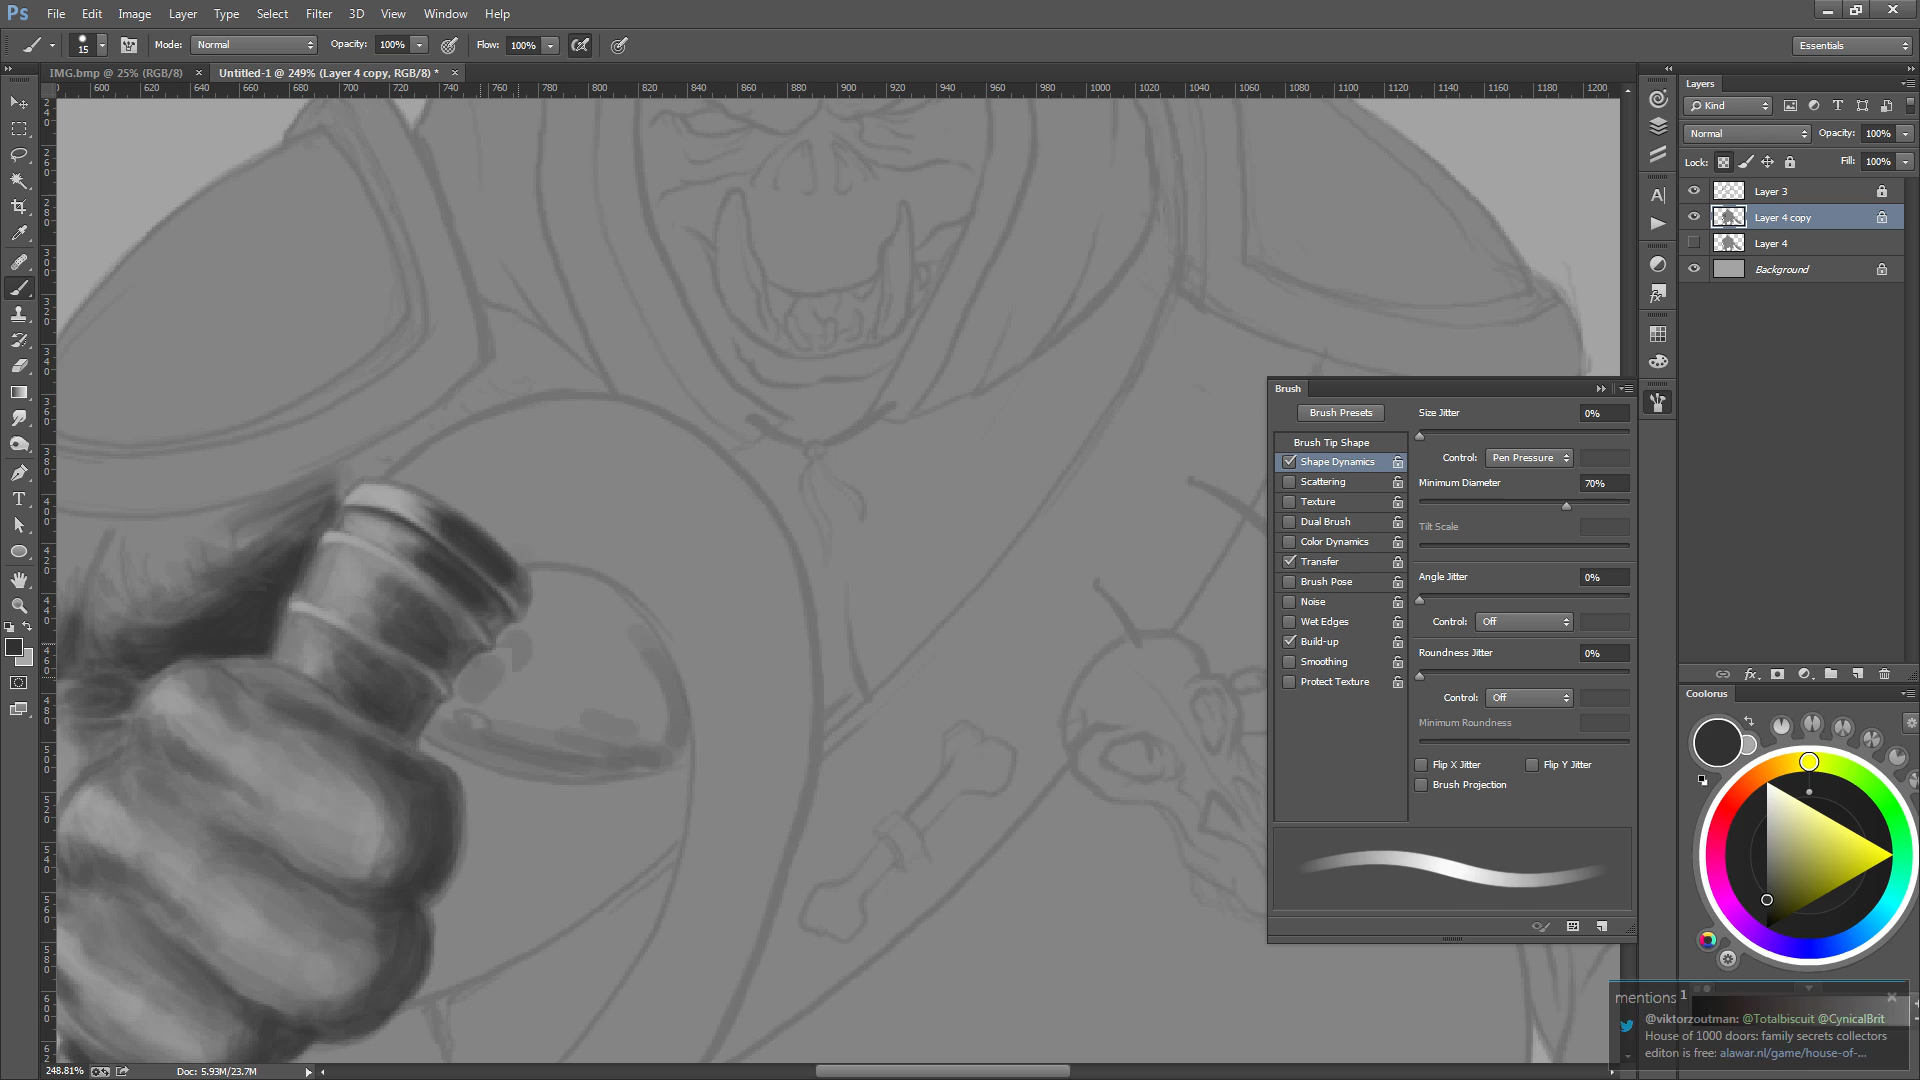 Ps File Edit Image Layer Type Select Filter 3D View Window Help
15 Mode: Normal Opacity: 100% Flow: 100% Essentials
IMG.bmp @ 25% (RGB/8) × Untitled-1 @ 249% (Layer 4 copy, RGB/8) * ×
600 620 640 660 680 700 720 740 760 780 800 820 840 860 880 900 920 940 960 980 1000 1020 1040 1060 1080 1100 1120 1140 1160 1180 1200
Layers
Kind
Normal Opacity: 100%
Lock: Fill: 100%
Layer 3
Layer 4 copy
Layer 4
Background
Brush
Brush Presets
Brush Tip Shape
Shape Dynamics
Scattering
Texture
Dual Brush
Color Dynamics
Transfer
Brush Pose
Noise
Wet Edges
Build-up
Smoothing
Protect Texture
Size Jitter 0%
Control: Pen Pressure
Minimum Diameter 70%
Tilt Scale
Angle Jitter 0%
Control: Off
Roundness Jitter 0%
Control: Off
Minimum Roundness
Flip X Jitter Flip Y Jitter
Brush Projection
Coolorus
mentions 1
@viktorzoutman: @Totalbiscuit @CynicalBrit
House of 1000 doors: family secrets collectors
editon is free: alawar.nl/game/house-of-...
248.81% Doc: 5.93M/23.7M